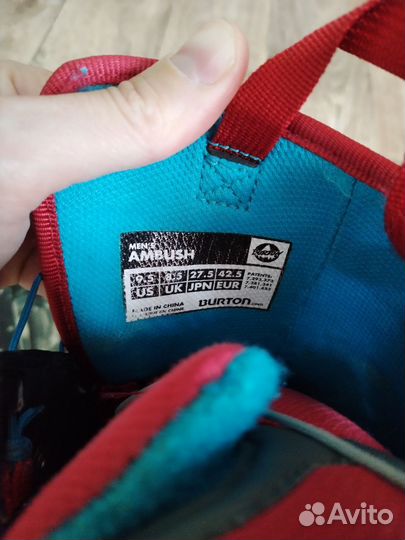 MEN'S
AMBUSH
9.5 8.5 27.5 42.5
US UK JPN EUR
PATENTS:
MADE IN CHINA
BURTON.COM
Avito